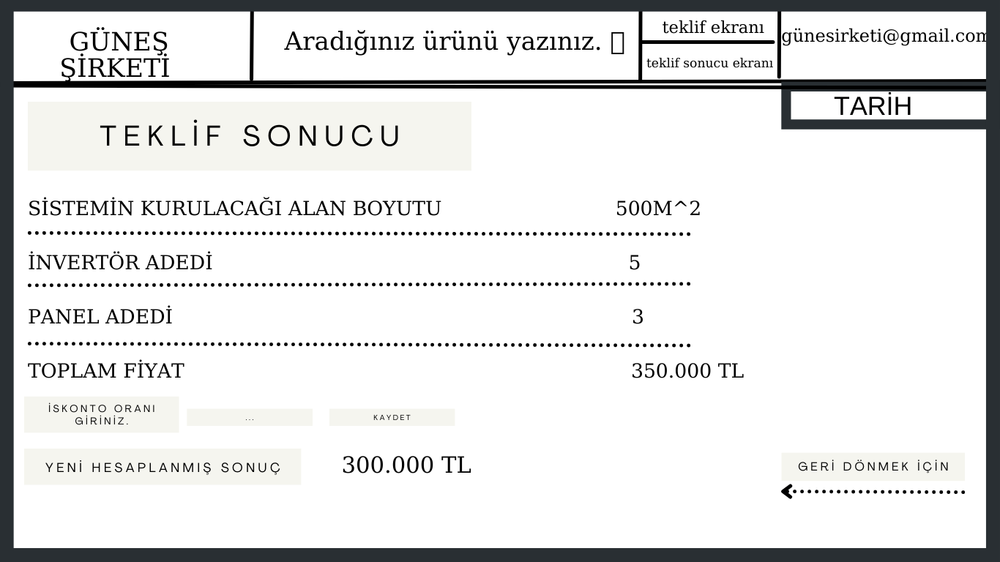 GÜNEŞ
ŞİRKETİ
Aradığınız ürünü yazınız.
teklif ekranı
teklif sonucu ekranı
günesirketi@gmail.com
TARİH
TEKLİF SONUCU
SİSTEMİN KURULACAĞI ALAN BOYUTU 500M^2
İNVERTÖR ADEDİ 5
PANEL ADEDİ 3
TOPLAM FİYAT 350.000 TL
İSKONTO ORANI
GİRİNİZ.
...
KAYDET
YENİ HESAPLANMIŞ SONUÇ 300.000 TL
GERİ DÖNMEK İÇİN